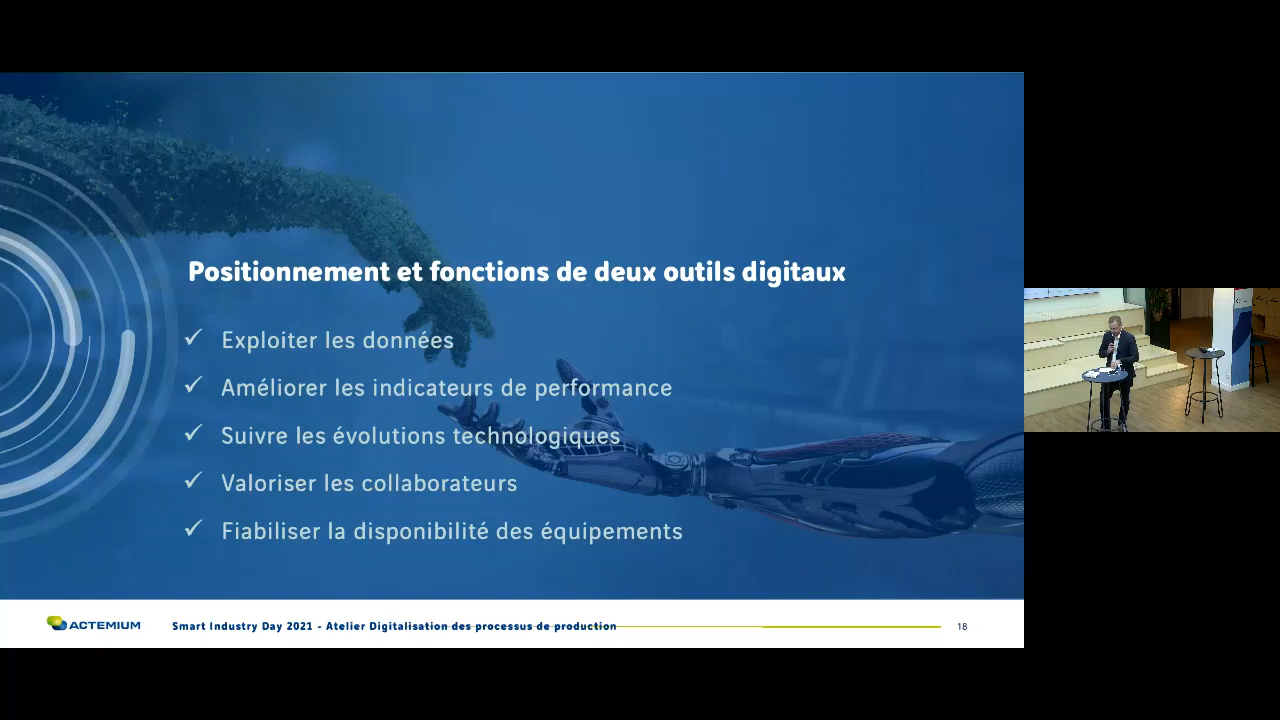 Positionnement et fonctions de deux outils digitaux
✓ Exploiter les données
✓ Améliorer les indicateurs de performance
✓ Suivre les évolutions technologiques
✓ Valoriser les collaborateurs
✓ Fiabiliser la disponibilité des équipements
ACTEMIUM
Smart Industry Day 2021 - Atelier Digitalisation des processus de production
18